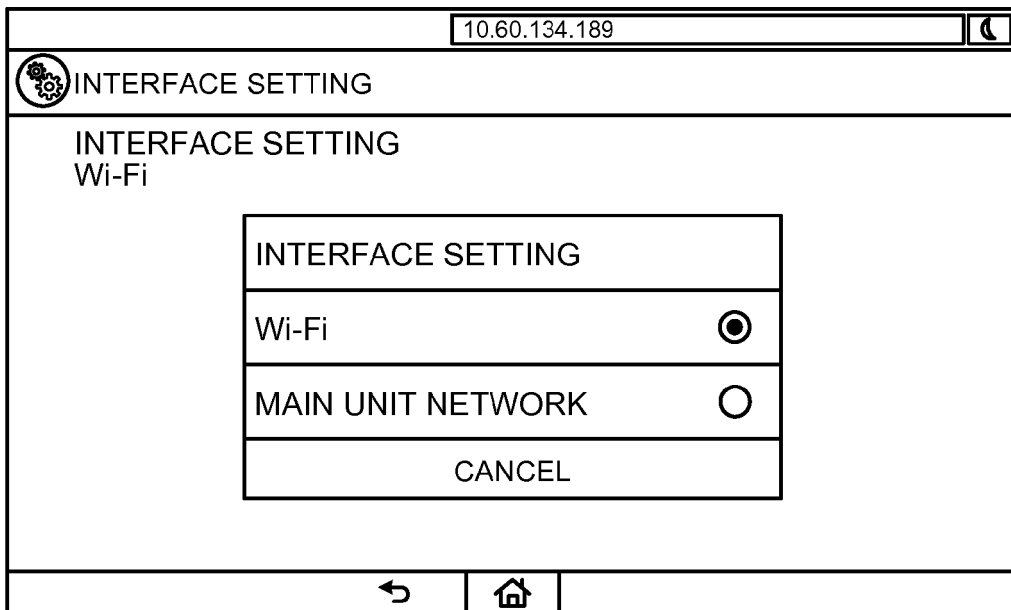 10.60.134.189
INTERFACE SETTING
INTERFACE SETTING
Wi-Fi
INTERFACE SETTING
Wi-Fi
MAIN UNIT NETWORK
CANCEL